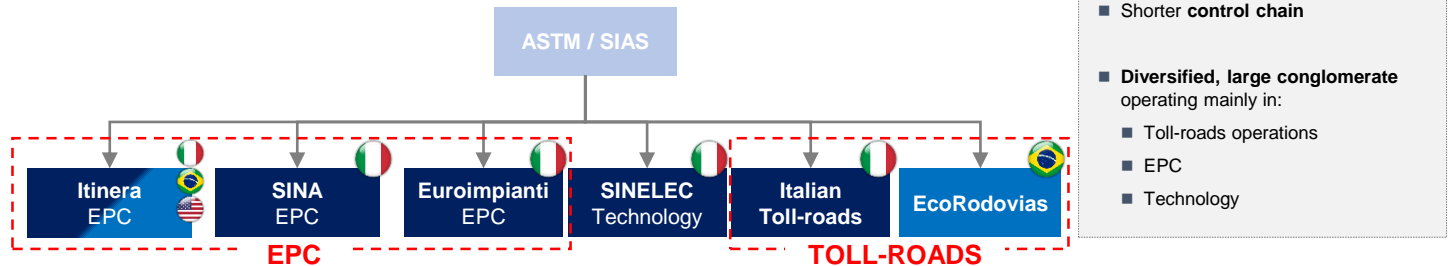 ASTM / SIAS
Itinera
EPC
SINA
EPC
Euroimpianti
EPC
SINELEC
Technology
Italian
Toll-roads
EcoRodovias
EPC
TOLL-ROADS
Shorter control chain
Diversified, large conglomerate
operating mainly in:
Toll-roads operations
EPC
Technology